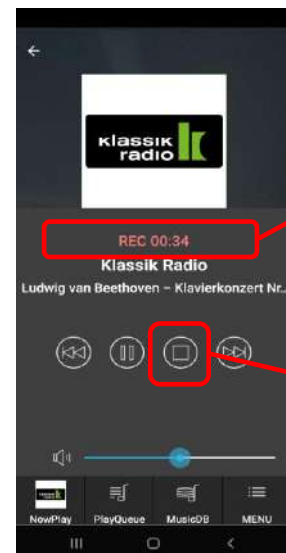 Klassik
radio
REC 00:34
Klassik Radio
Ludwig van Beethoven – Klavierkonzert Nr..
NowPlay PlayQueue MusicDB MENU